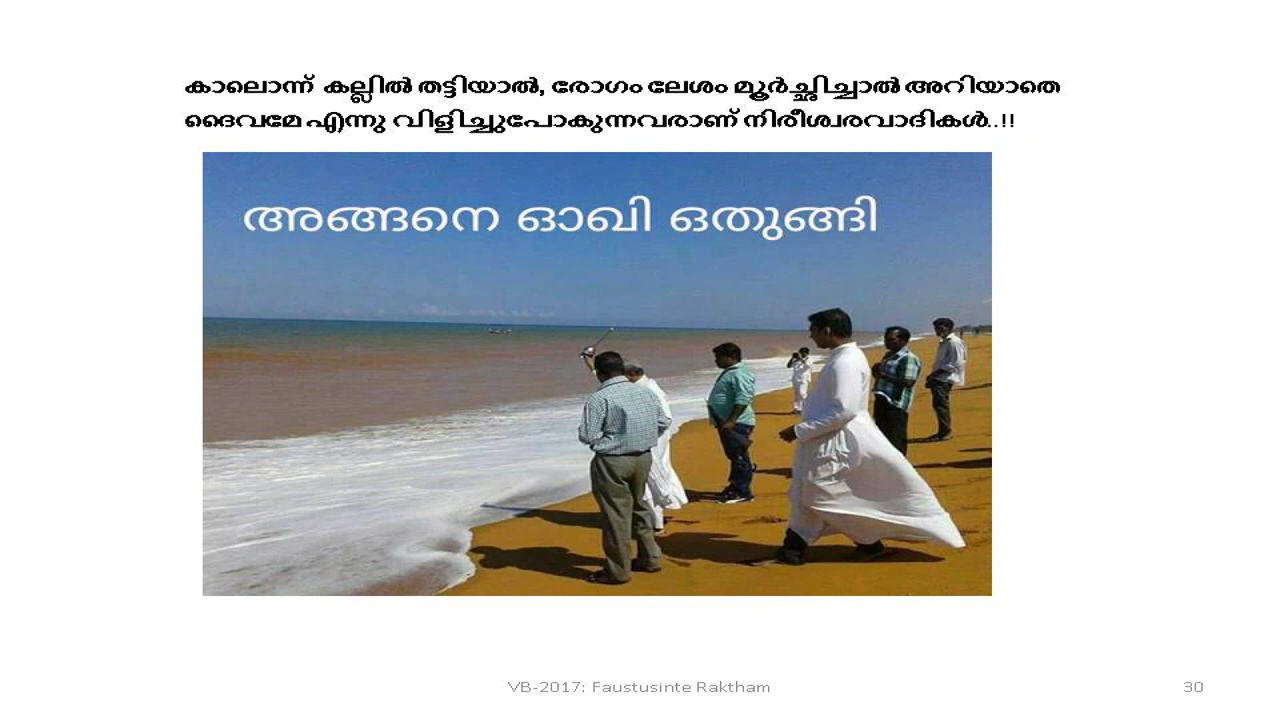 കാലൊന്ന് കല്ലിൽ തട്ടിയാൽ, രോഗം ലേശം മൂർച്ഛിച്ചാൽ അറിയാതെ
ദൈവമേ എന്നു വിളിച്ചുപോകുന്നവരാണ് നിരീശ്വരവാദികൾ..!!
അങ്ങനെ ഓഖി ഒതുങ്ങി
VB-2017: Faustusinte Raktham
30